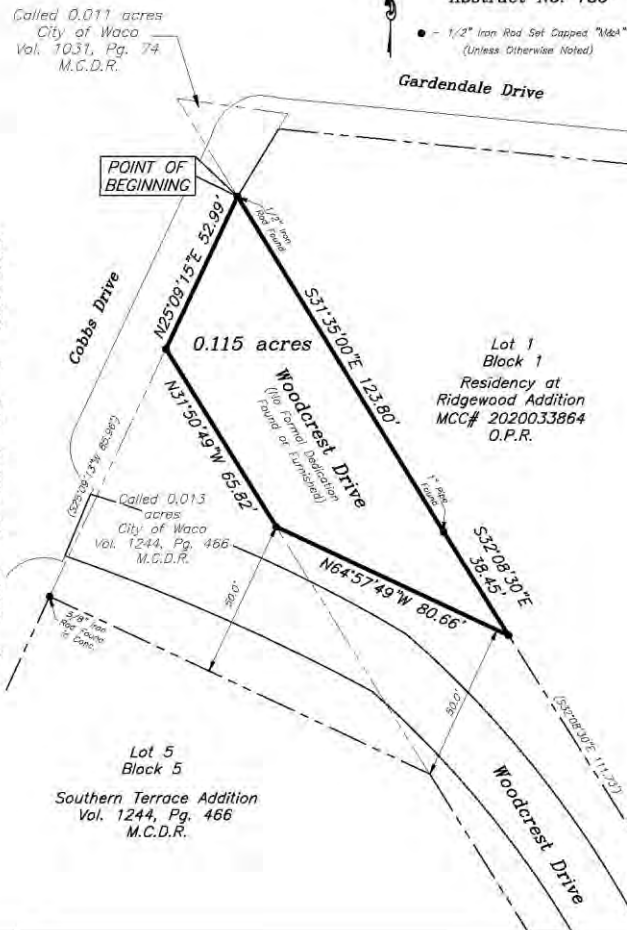 Called 0.011 acres
City of Waco
Vol. 1031, Pg. 74
M.C.D.R.
● - 1/2" Iron Rod Set Capped "M&A"
(Unless Otherwise Noted)
Gardendale Drive
POINT OF
BEGINNING
1/2" Iron
Rod Found
N25°09'15"E 52.99'
Cobbs Drive
S31°35'00"E 123.80'
0.115 acres
Lot 1
Block 1
Residency at
Ridgewood Addition
MCC# 2020033864
O.P.R.
Woodcrest Drive
(No Formal Dedication
Found or Furnished)
N31°50'49"W 65.82'
(S25°09'13"W 85.96')
Called 0.013
acres
City of Waco
Vol. 1244, Pg. 466
M.C.D.R.
1" Pipe
Found
S32°08'30"E
38.45'
N64°57'49"W 80.66'
50.0'
5/8" Iron
Rod Found
in Conc.
50.0'
(S32°08'30"E 111.73')
Lot 5
Block 5
Southern Terrace Addition
Vol. 1244, Pg. 466
M.C.D.R.
Woodcrest Drive